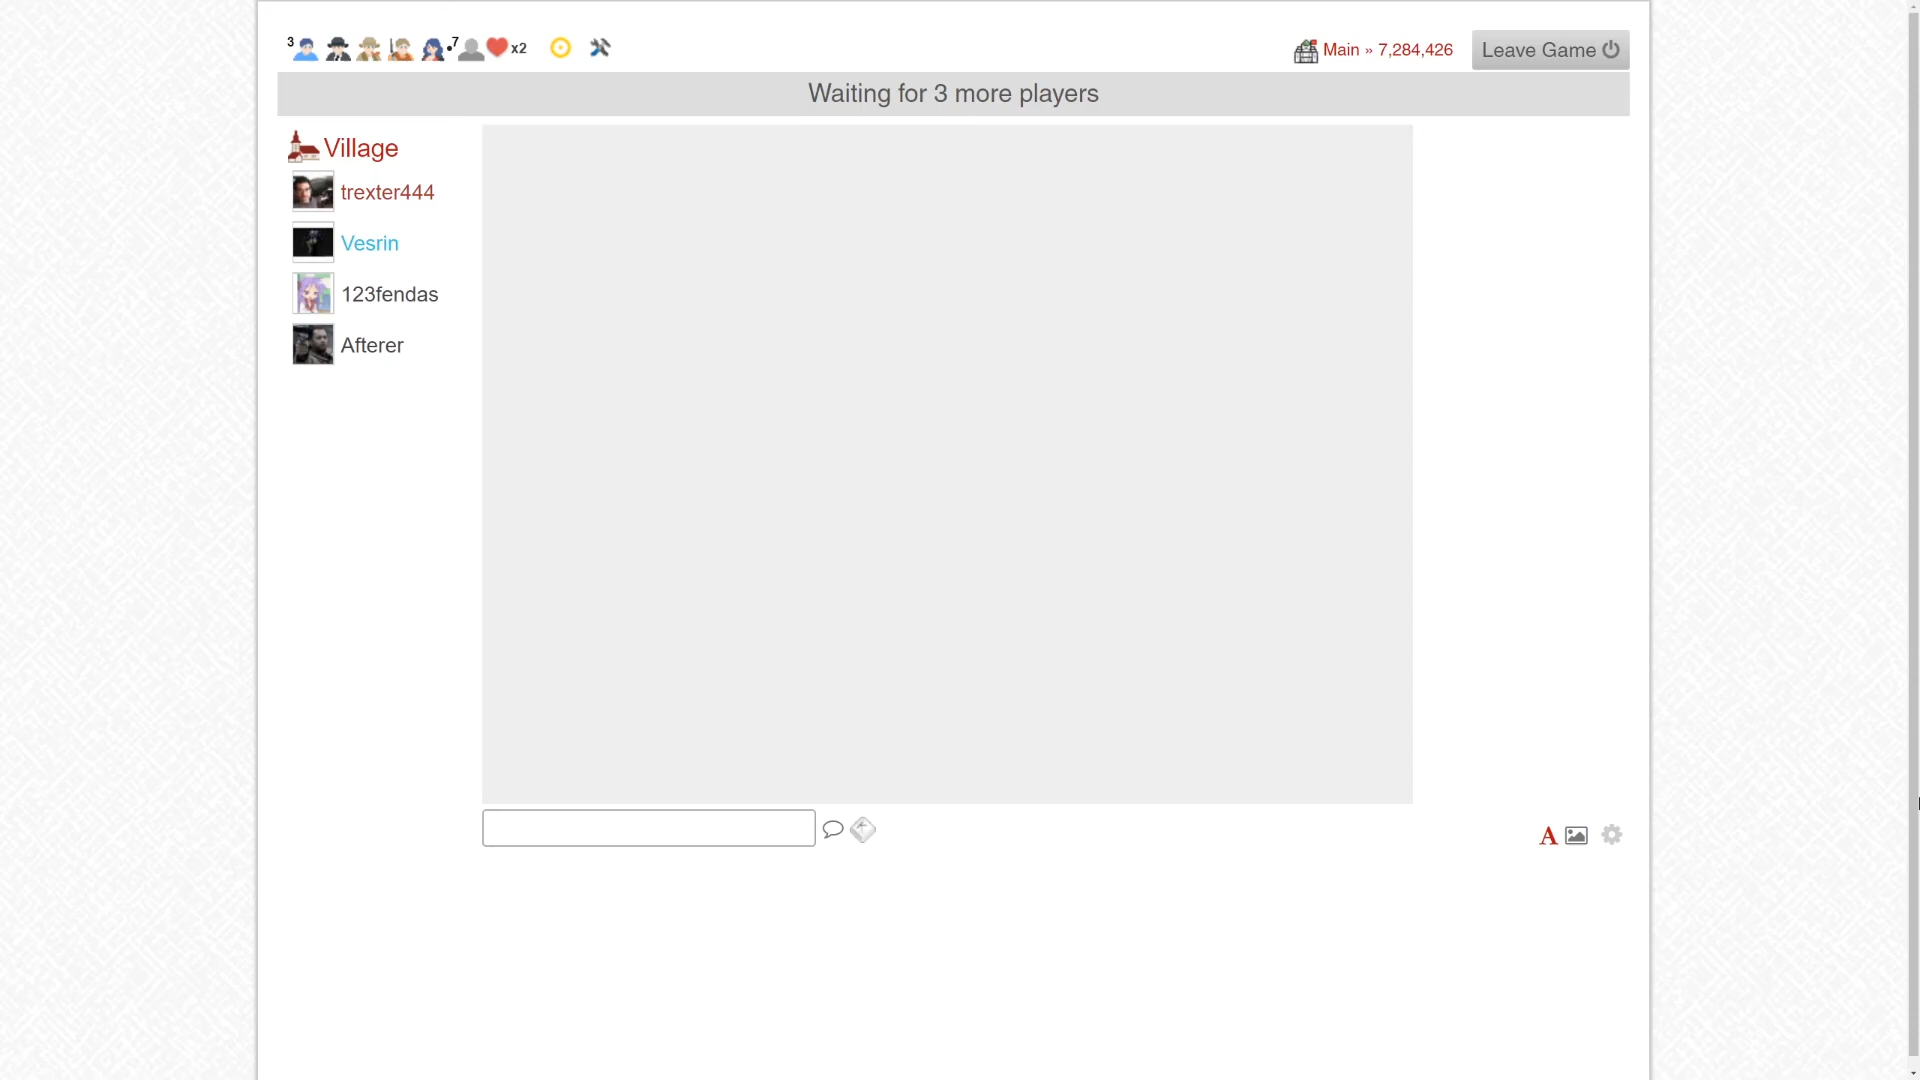 3 •7 x2 Main » 7,284,426 Leave Game
Waiting for 3 more players
Village
trexter444
Vesrin
123fendas
Afterer
A